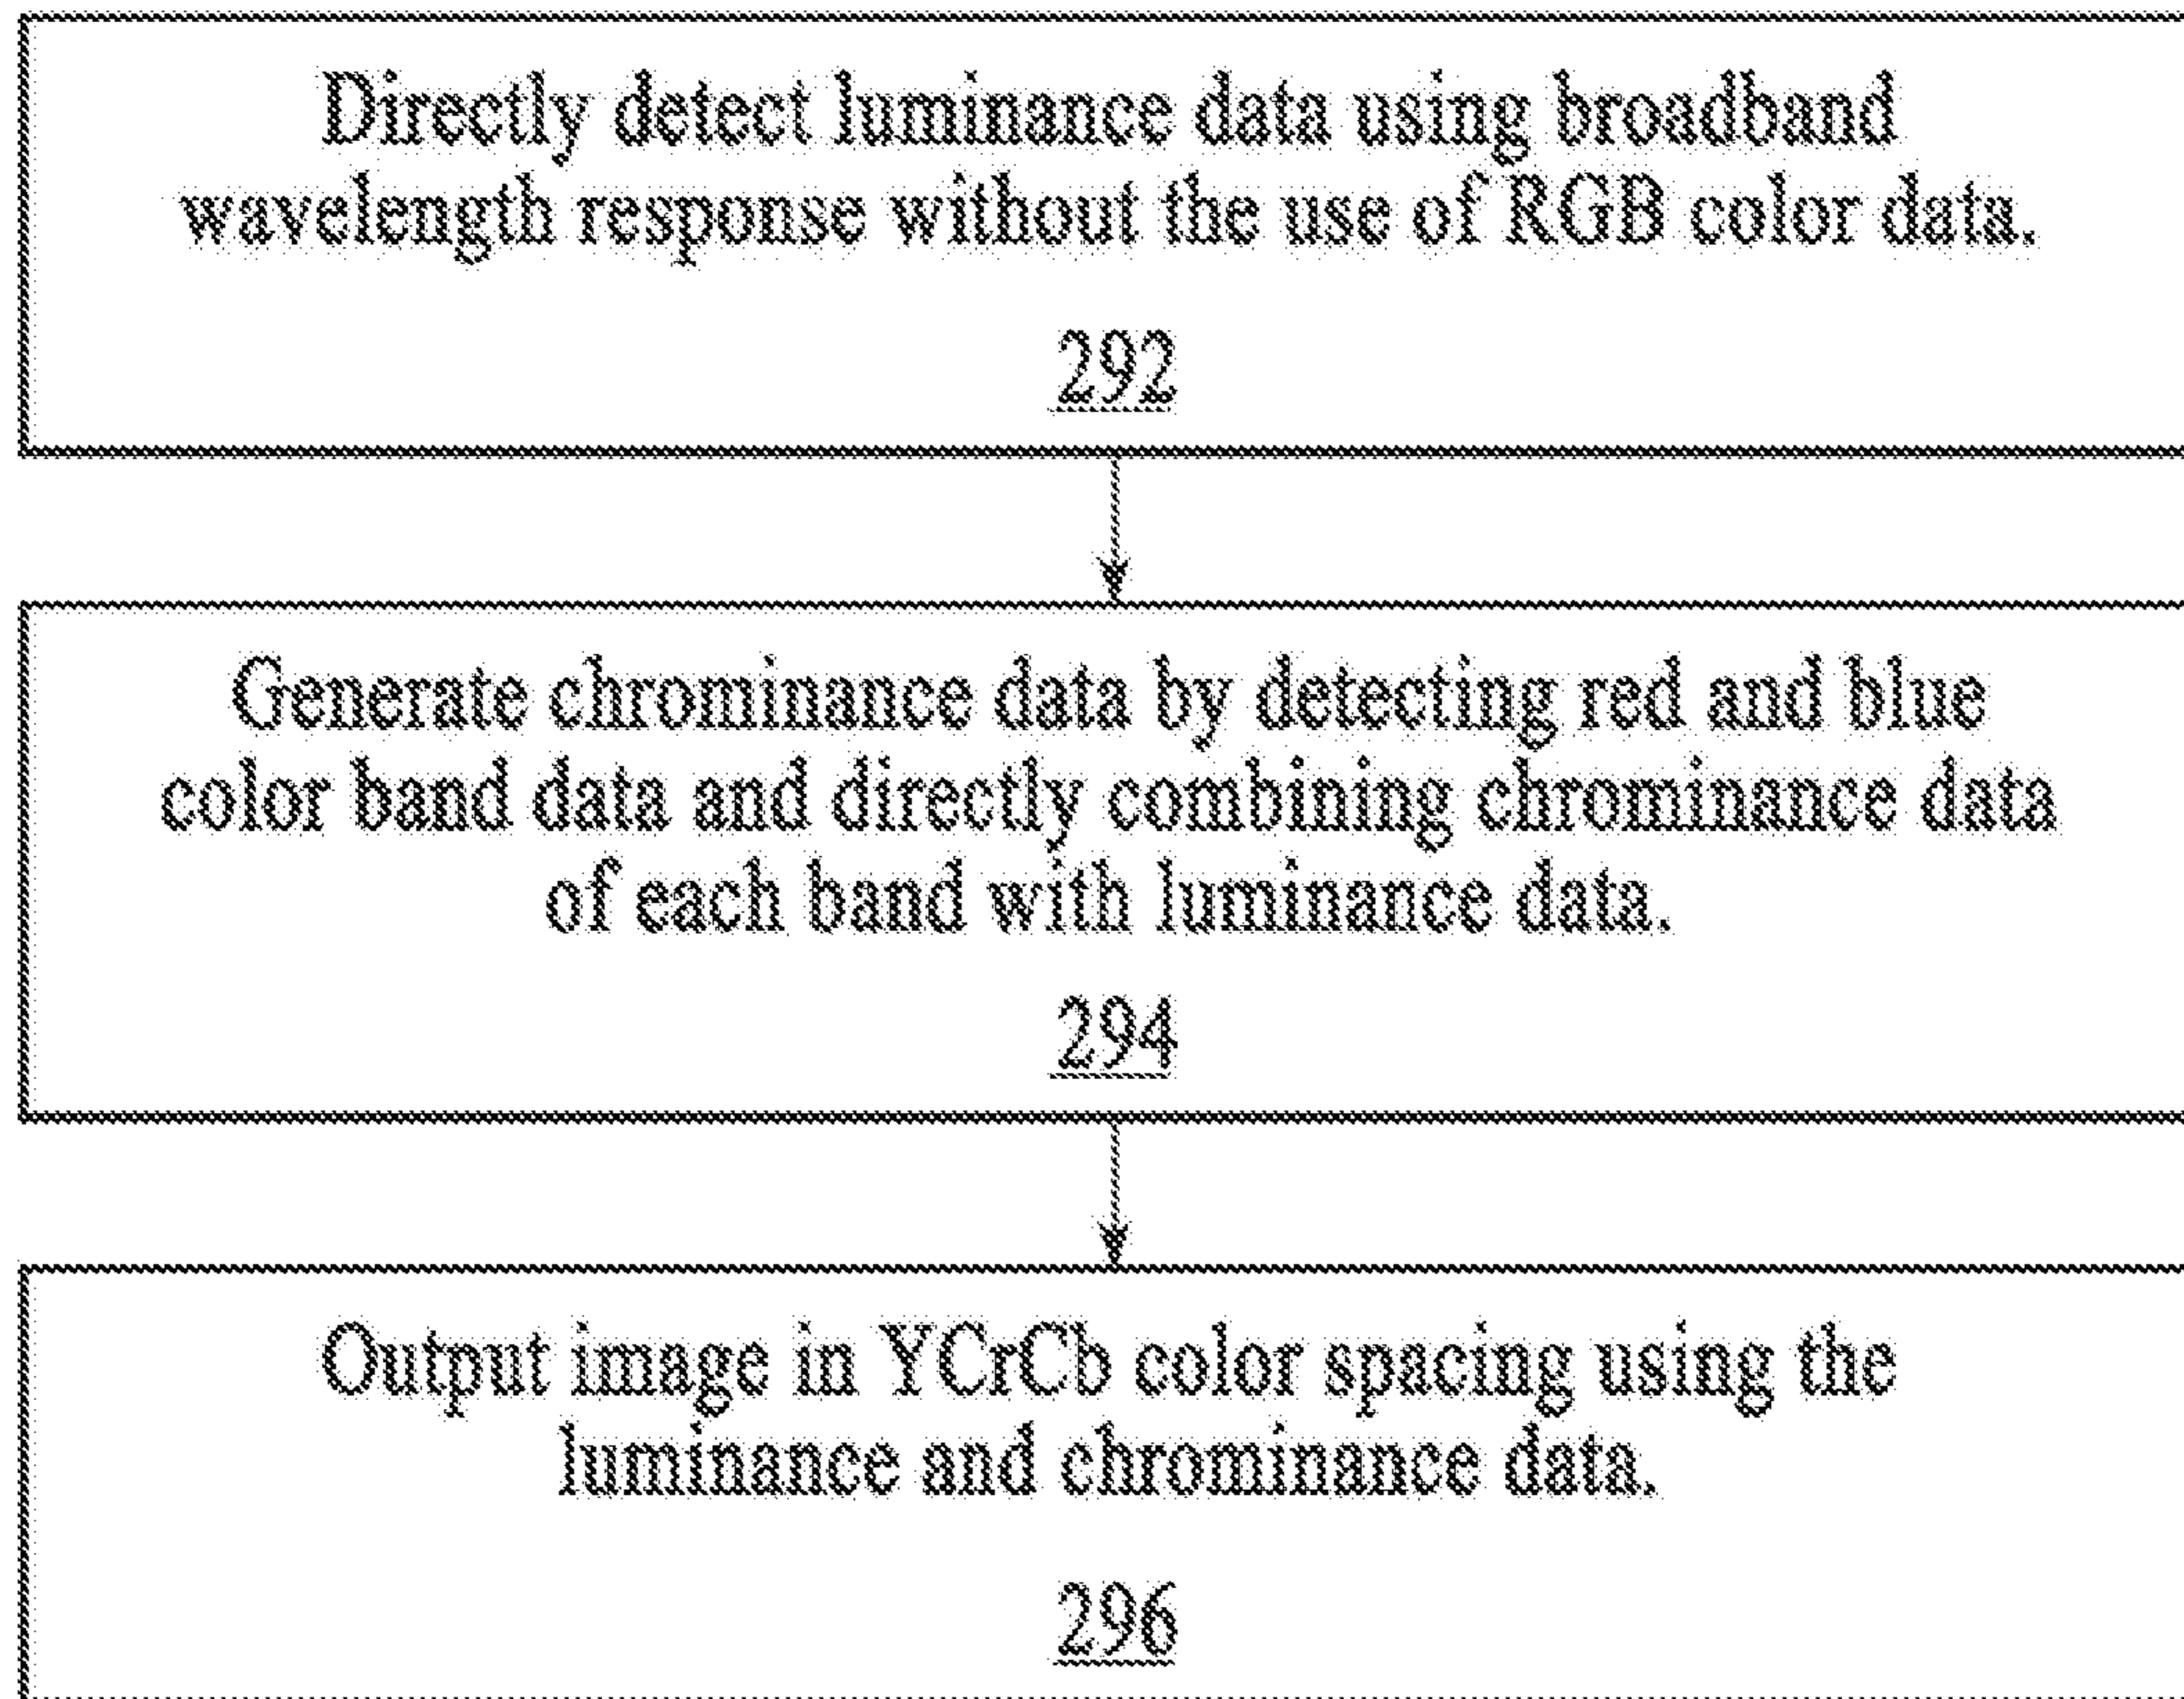 Directly detect luminance data using broadband
wavelength response without the use of RGB color data.
292
Generate chrominance data by detecting red and blue
color band data and directly combining chrominance data
of each band with luminance data.
294
Output image in YCrCb color spacing using the
luminance and chrominance data.
296